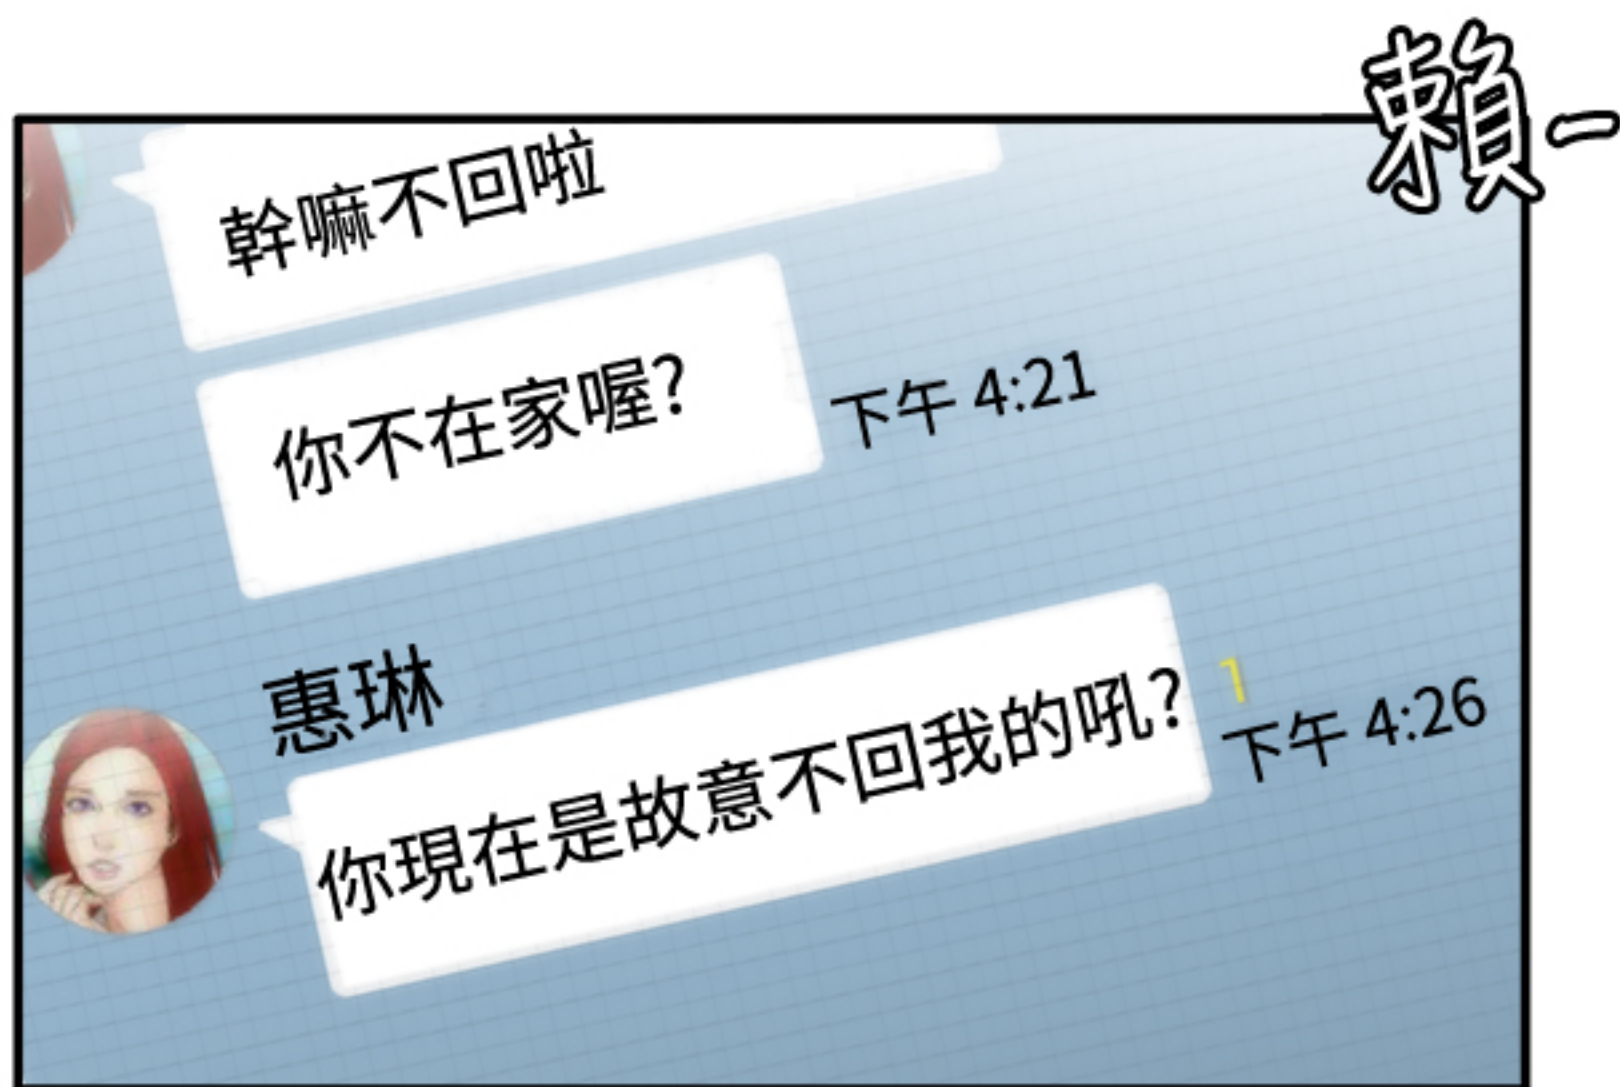 賴-
幹嘛不回啦
你不在家喔?
下午 4:21
惠琳
你現在是故意不回我的吼?
1
下午 4:26